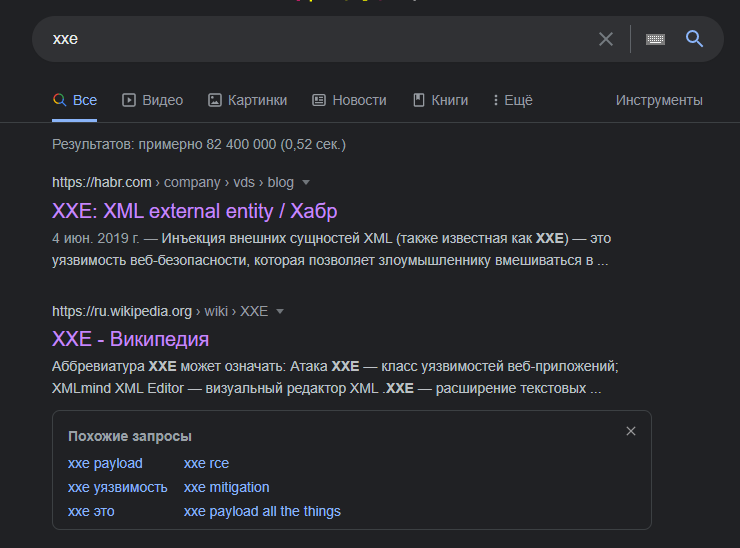 xxe
Все Видео Картинки Новости Книги Ещё Инструменты
Результатов: примерно 82 400 000 (0,52 сек.)
https://habr.com › company › vds › blog
XXE: XML external entity / Хабр
4 июн. 2019 г. — Инъекция внешних сущностей XML (также известная как XXE) — это
уязвимость веб-безопасности, которая позволяет злоумышленнику вмешиваться в ...
https://ru.wikipedia.org › wiki › XXE
XXE - Википедия
Аббревиатура XXE может означать: Атака XXE — класс уязвимостей веб-приложений;
XMLmind XML Editor — визуальный редактор XML .XXE — расширение текстовых ...
Похожие запросы
xxe payload xxe rce
xxe уязвимость xxe mitigation
xxe это xxe payload all the things